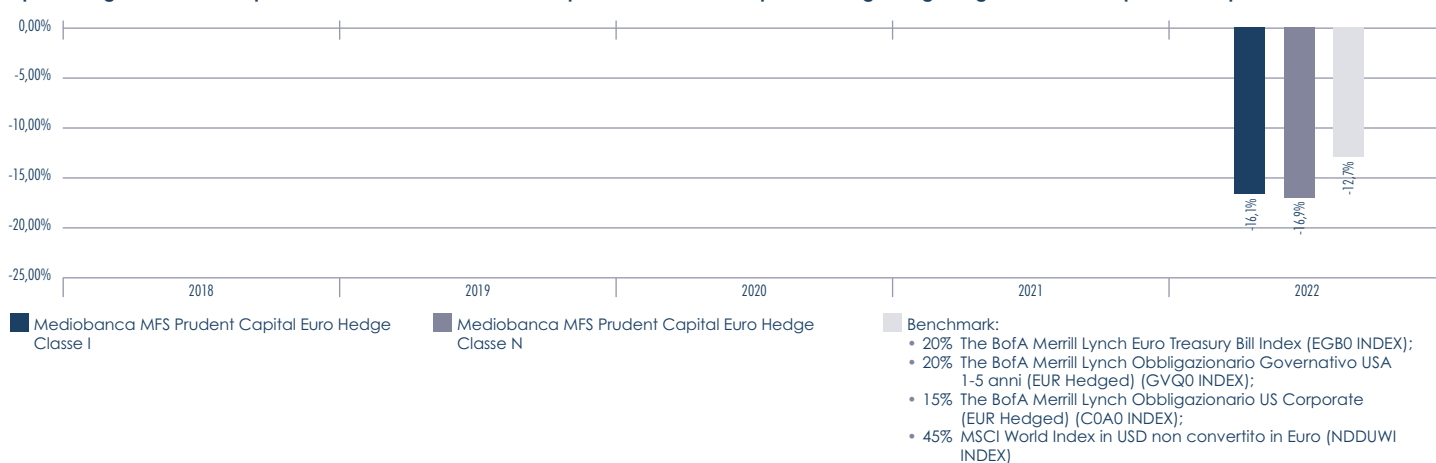 0,00%
-5,00%
-10,00%
-15,00%
-20,00%
-25,00%
-16,1%
-16,9%
-12,7%
2018
2019
2020
2021
2022
Mediobanca MFS Prudent Capital Euro Hedge
Classe I
Mediobanca MFS Prudent Capital Euro Hedge
Classe N
Benchmark:
• 20% The BofA Merrill Lynch Euro Treasury Bill Index (EGB0 INDEX);
• 20% The BofA Merrill Lynch Obbligazionario Governativo USA
1-5 anni (EUR Hedged) (GVQ0 INDEX);
• 15% The BofA Merrill Lynch Obbligazionario US Corporate
(EUR Hedged) (C0A0 INDEX);
• 45% MSCI World Index in USD non convertito in Euro (NDDUWI
INDEX)